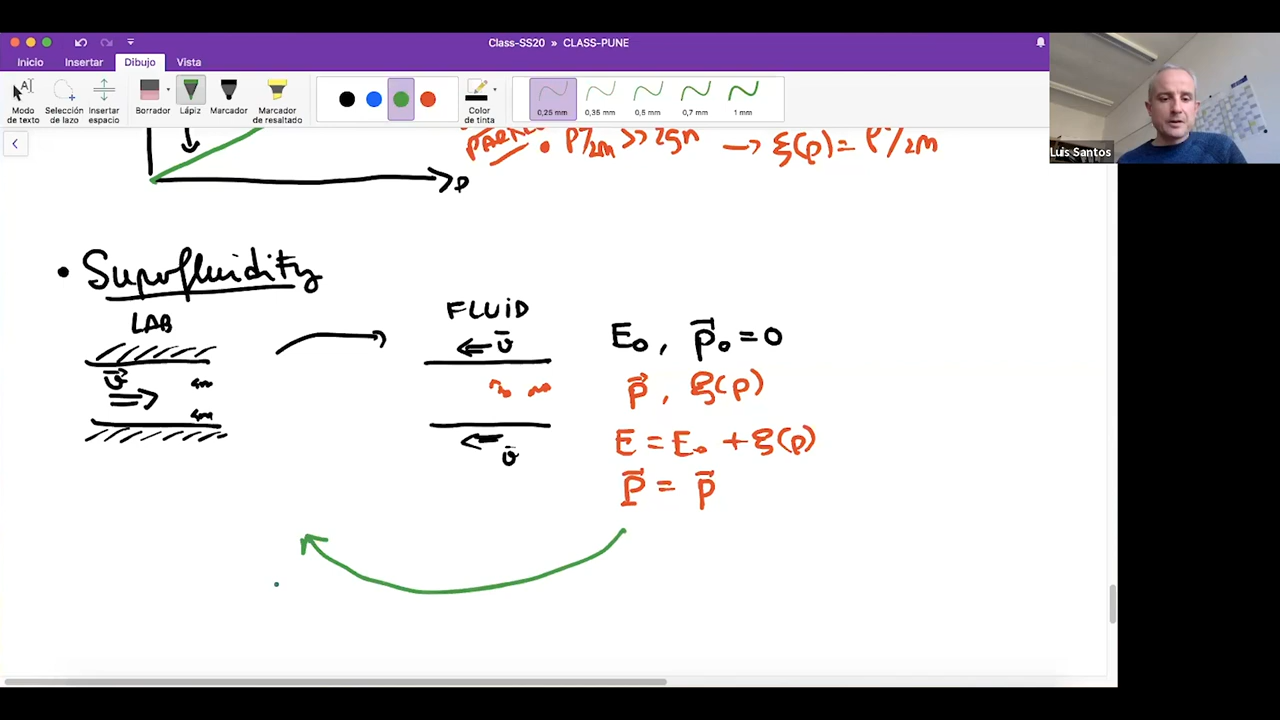 Class-SS20 » CLASS-PUNE
Inicio Insertar Dibujo Vista
Modo de texto
Selección de lazo
Insertar espacio
Borrador
Lápiz
Marcador
Marcador de resaltado
Color de tinta
0,25 mm
0,35 mm
0,5 mm
0,7 mm
1 mm
Luis Santos
→ ξ(p) = p²/2m
p
• Superfluidity
LAB
v⃗
FLUID
v⃗
v⃗
E₀, p⃗₀ = 0
p⃗, ξ(p)
E = E₀ + ξ(p)
P⃗ = p⃗